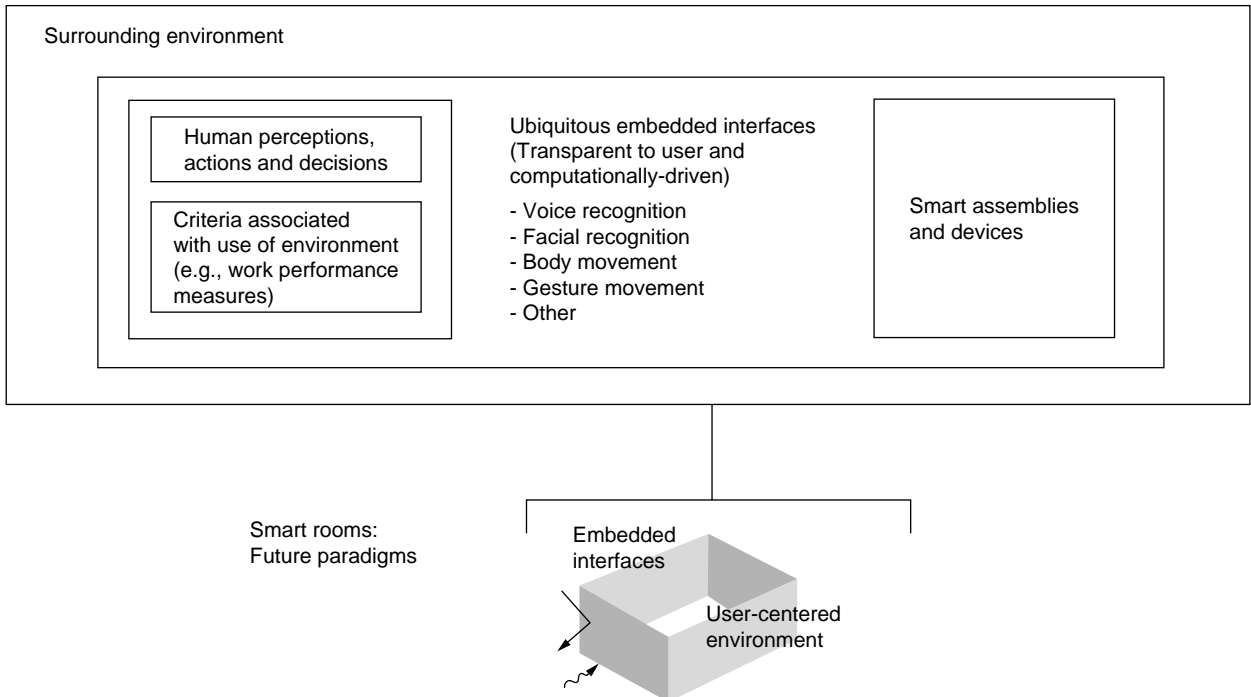 Surrounding environment
Human perceptions,
actions and decisions
Criteria associated
with use of environment
(e.g., work performance
measures)
Ubiquitous embedded interfaces
(Transparent to user and
computationally-driven)
- Voice recognition
- Facial recognition
- Body movement
- Gesture movement
- Other
Smart assemblies
and devices
Smart rooms:
Future paradigms
Embedded
interfaces
User-centered
environment